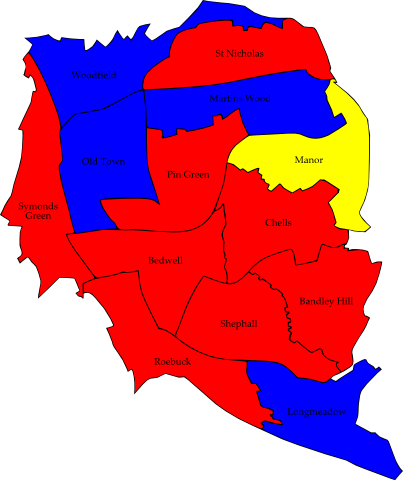 St Nicholas
Woodfield
Martins Wood
Old Town
Manor
Pin Green
Symonds
Green
Chells
Bedwell
Bandley Hill
Shephall
Roebuck
Longmeadow